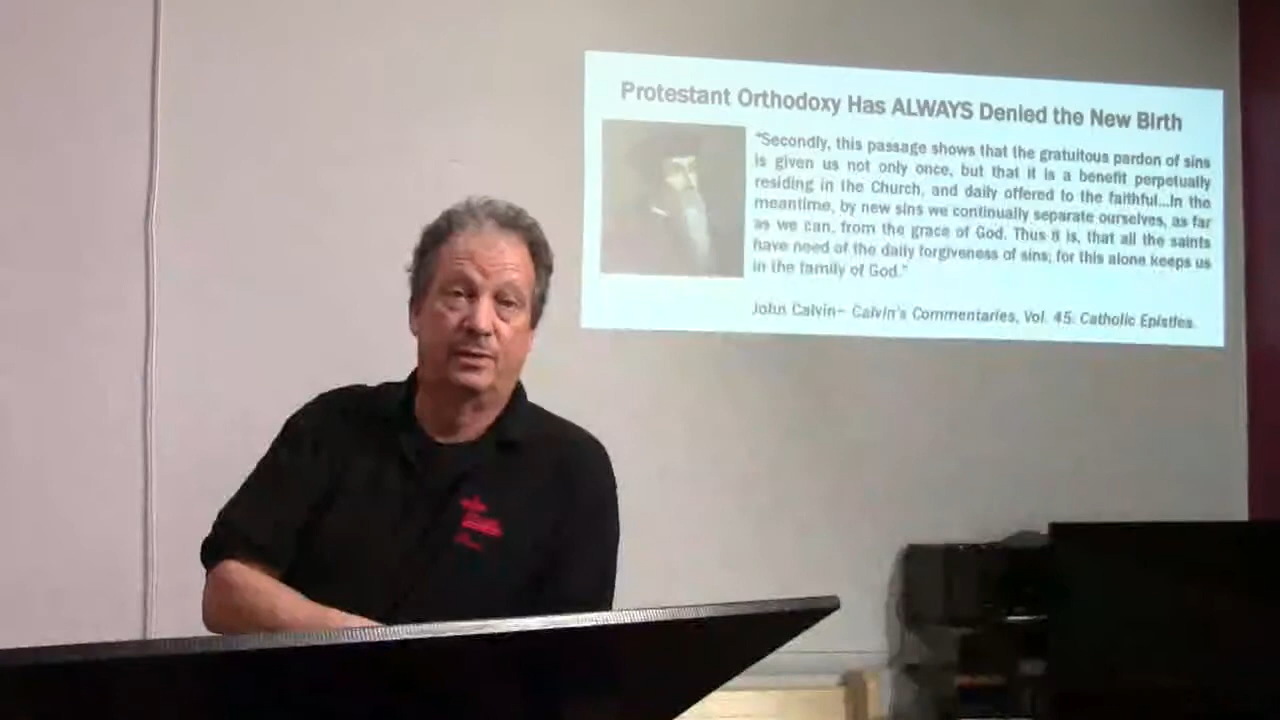 Protestant Orthodoxy Has ALWAYS Denied the New Birth
"Secondly, this passage shows that the gratuitous pardon of sins
is given us not only once, but that it is a benefit perpetually
residing in the Church, and daily offered to the faithful...In the
meantime, by new sins we continually separate ourselves, as far
as we can, from the grace of God. Thus it is, that all the saints
have need of the daily forgiveness of sins; for this alone keeps us
in the family of God."
John Calvin– Calvin's Commentaries, Vol. 45: Catholic Epistles.